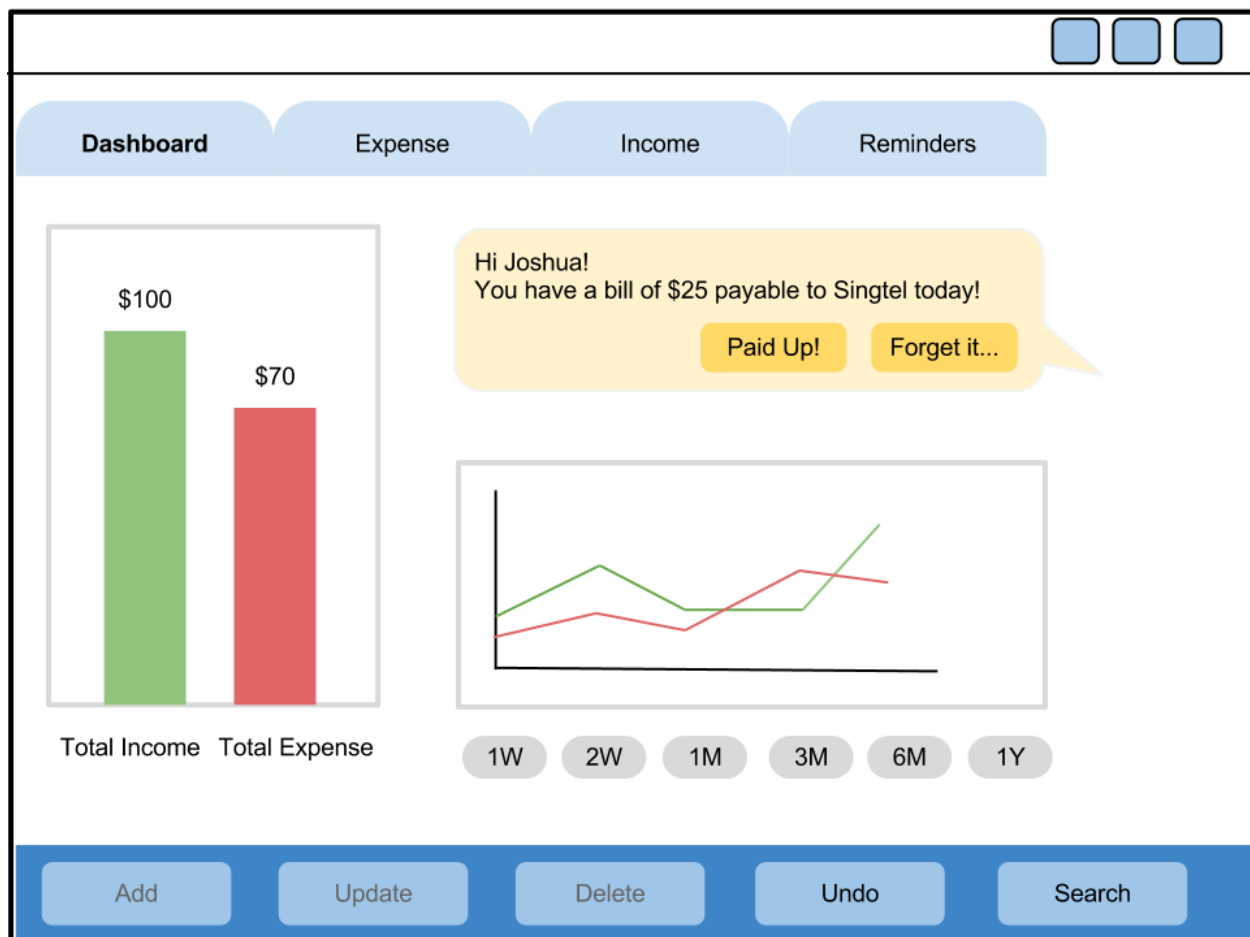 Dashboard
Expense
Income
Reminders
$100
$70
Total Income
Total Expense
Hi Joshua!
You have a bill of $25 payable to Singtel today!
Paid Up!
Forget it...
1W
2W
1M
3M
6M
1Y
Add
Update
Delete
Undo
Search